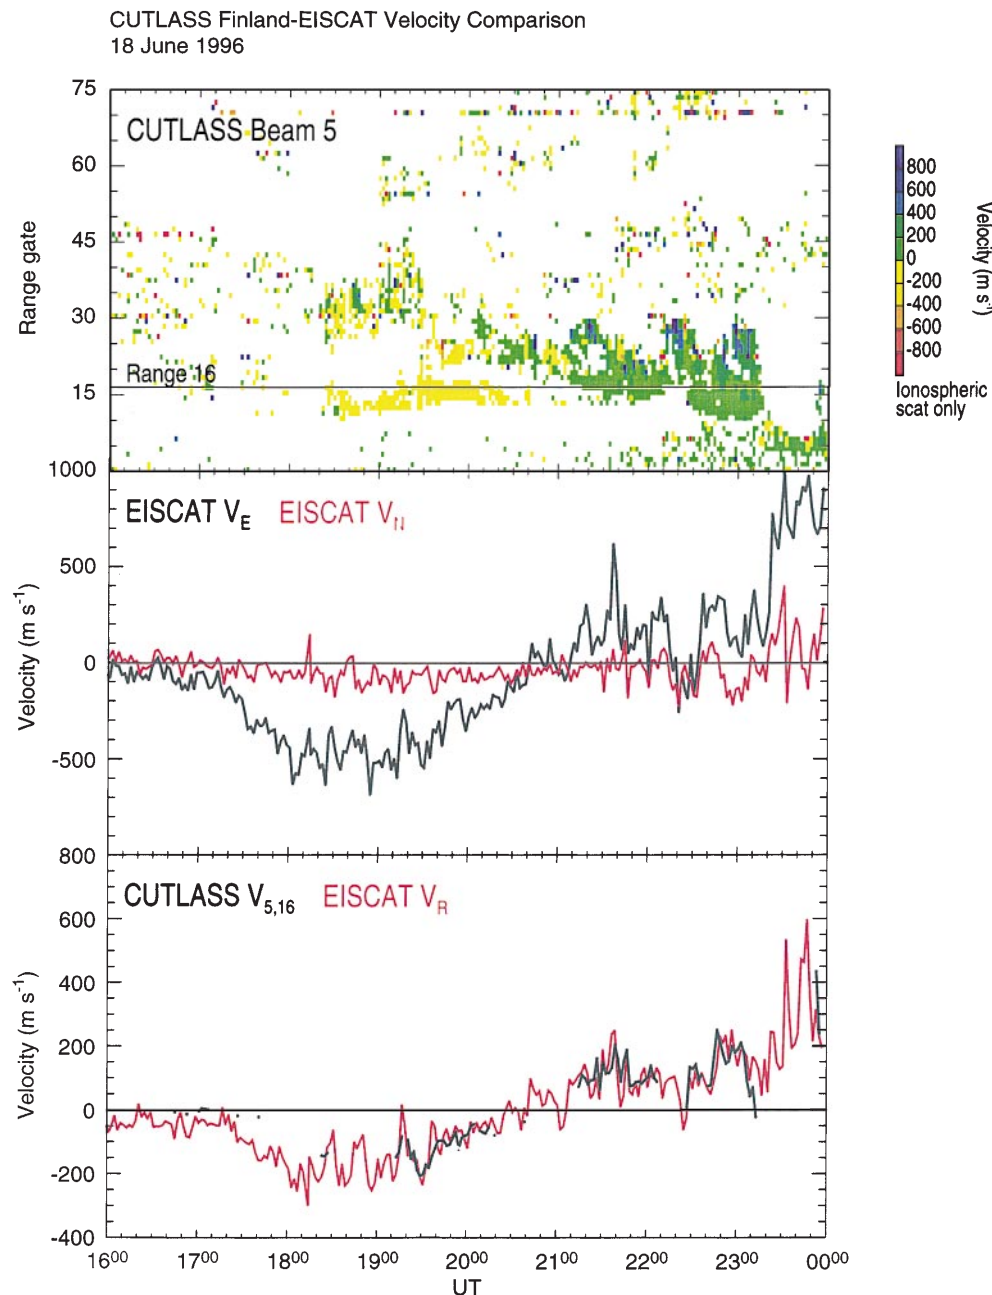 CUTLASS Finland-EISCAT Velocity Comparison
18 June 1996
75
60
45
30
15
Range gate
CUTLASS Beam 5
Range 16
800
600
400
200
0
-200
-400
-600
-800
Velocity (m s⁻¹)
Ionospheric
scat only
1000
500
0
-500
Velocity (m s⁻¹)
EISCAT V_E EISCAT V_N
800
600
400
200
0
-200
-400
Velocity (m s⁻¹)
CUTLASS V_5,16 EISCAT V_R
16⁰⁰ 17⁰⁰ 18⁰⁰ 19⁰⁰ 20⁰⁰ 21⁰⁰ 22⁰⁰ 23⁰⁰ 00⁰⁰
UT